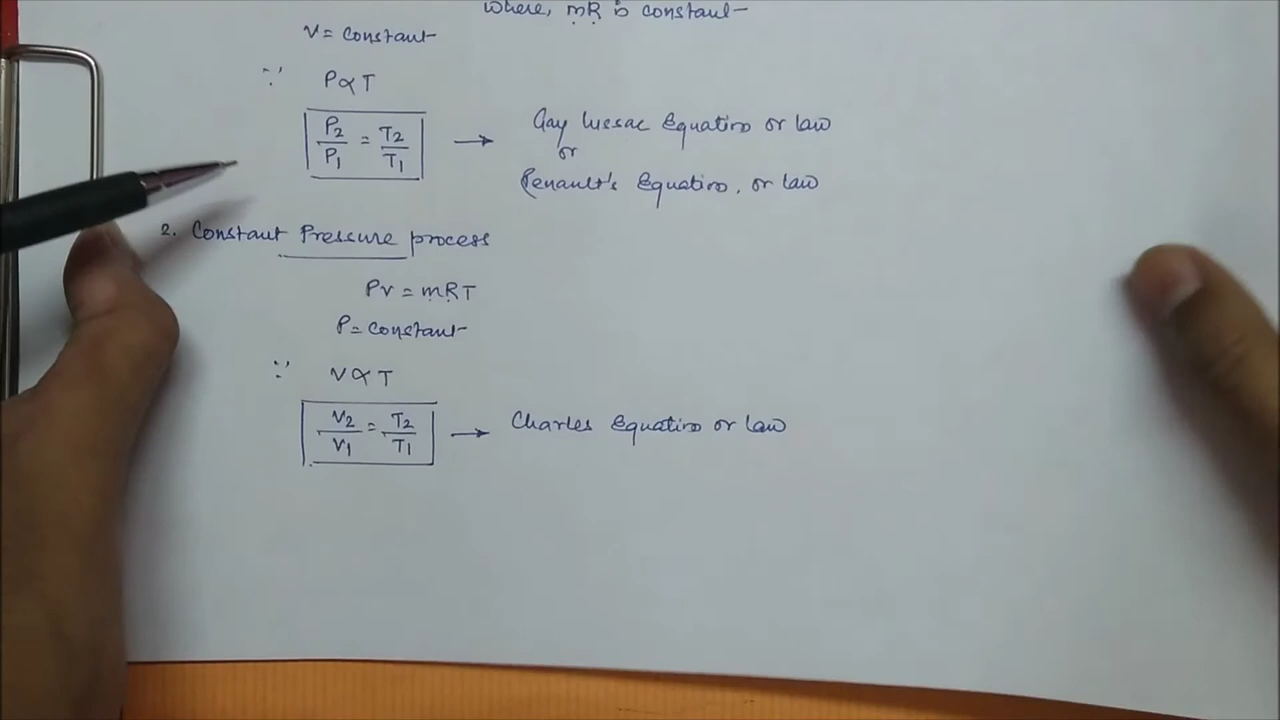 where, mR is constant
V = constant
∵ P ∝ T
P2/P1 = T2/T1 → Gay lussac Equation or law
or
Renault's Equation, or law
2. Constant Pressure process
PV = mRT
P = constant
∵ V ∝ T
V2/V1 = T2/T1 → Charles Equation or law